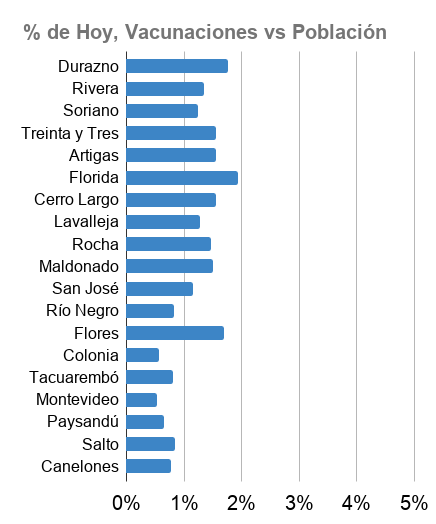 % de Hoy, Vacunaciones vs Población
Durazno
Rivera
Soriano
Treinta y Tres
Artigas
Florida
Cerro Largo
Lavalleja
Rocha
Maldonado
San José
Río Negro
Flores
Colonia
Tacuarembó
Montevideo
Paysandú
Salto
Canelones
0% 1% 2% 3% 4% 5%